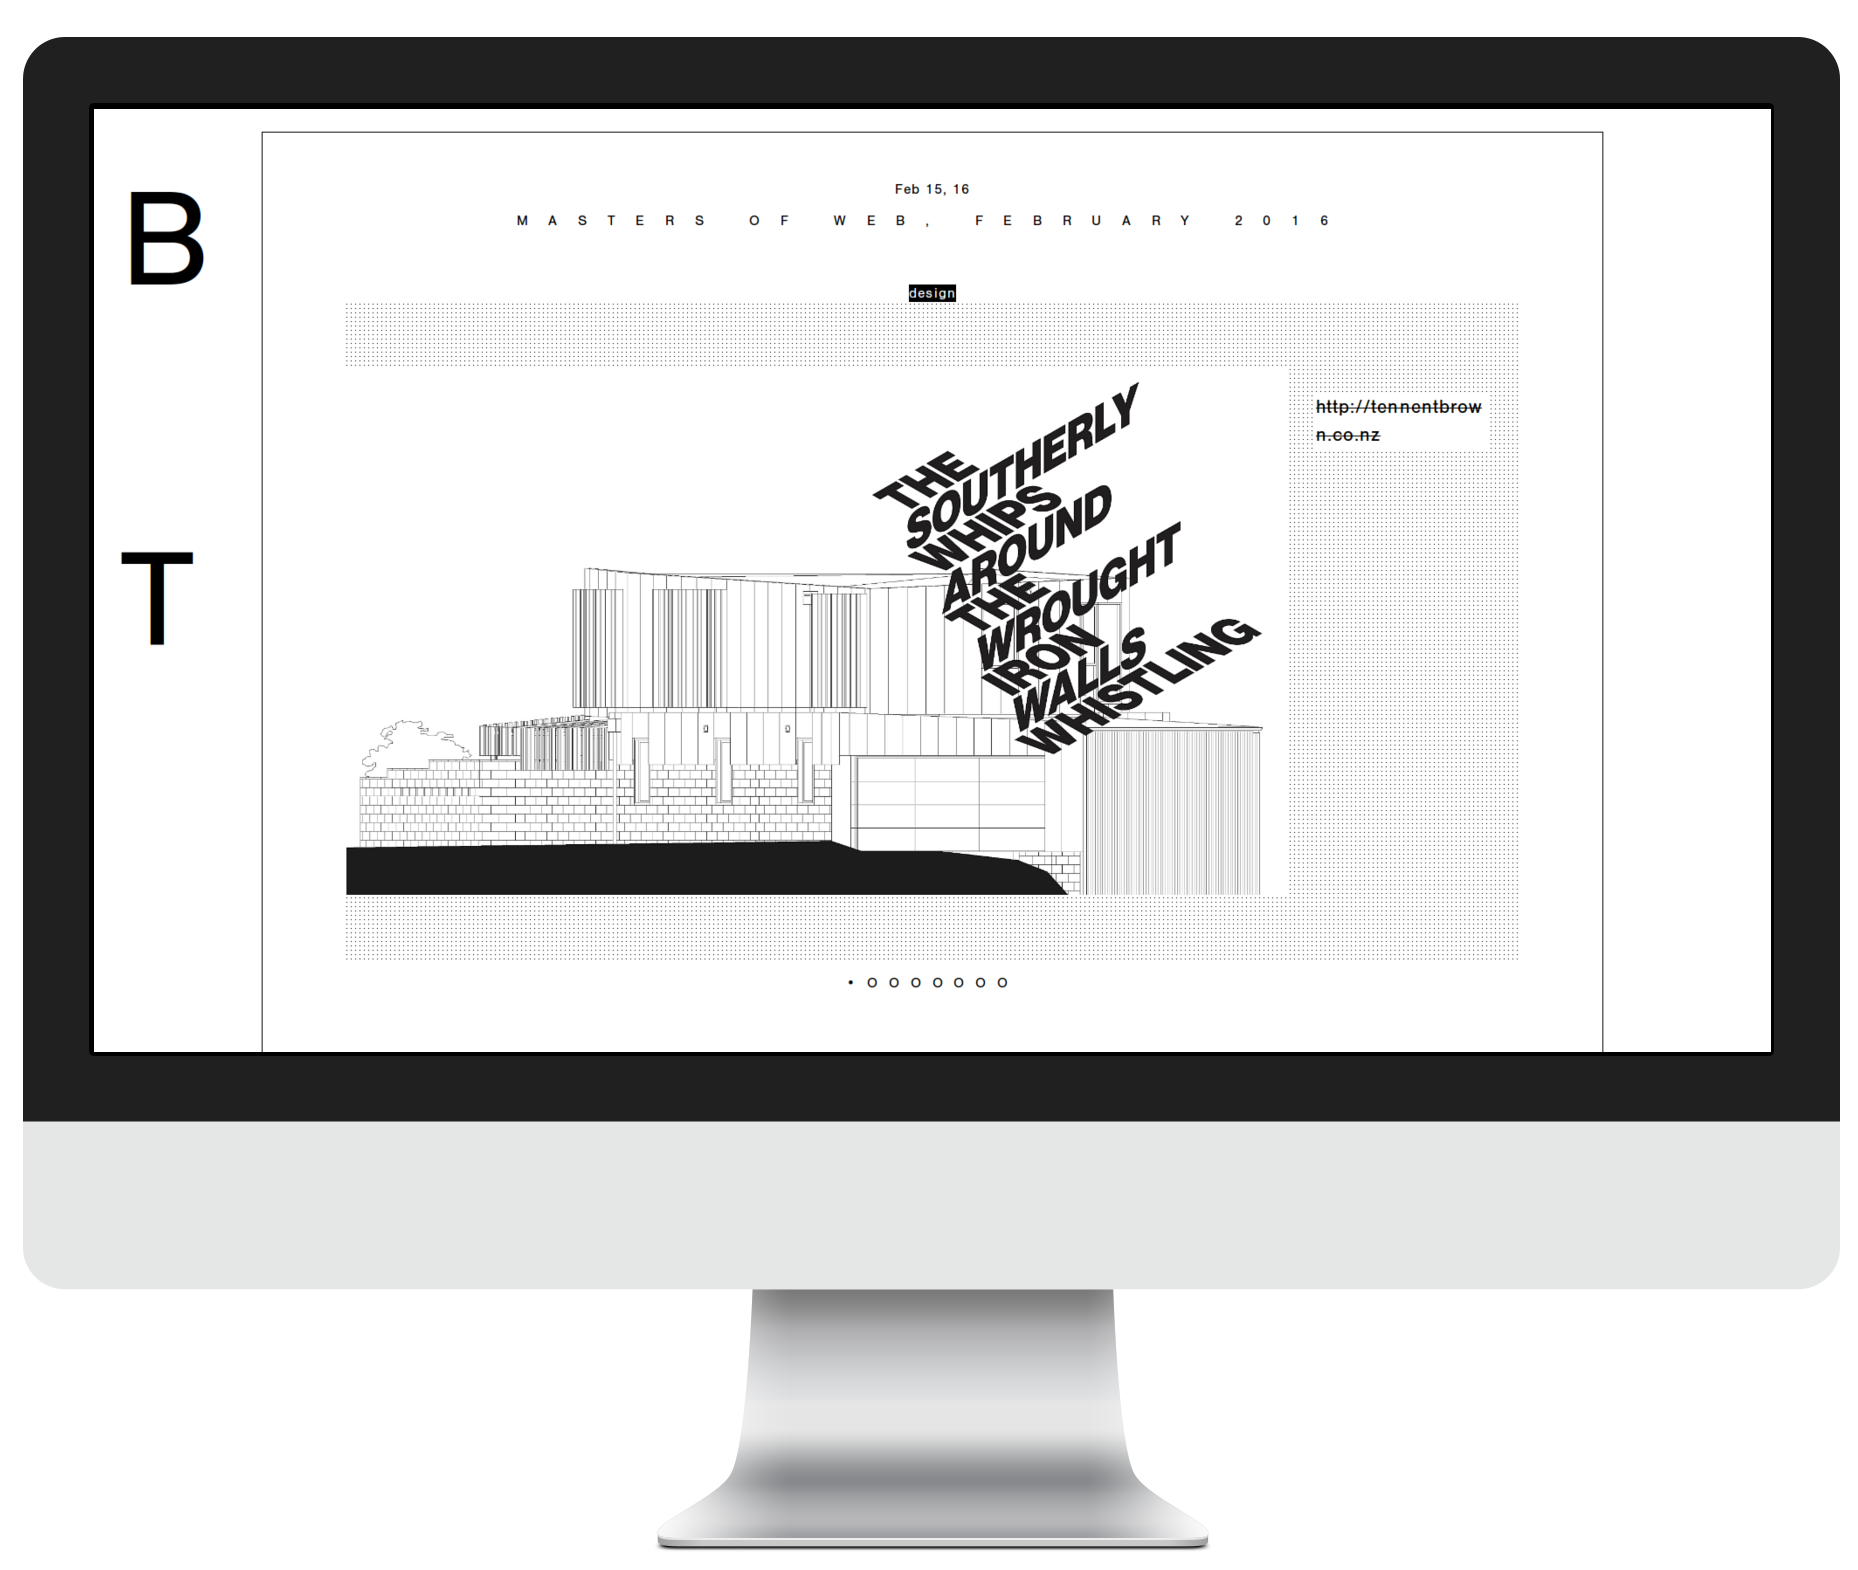 B
T
Feb 15, 16
MASTERS OF WEB, FEBRUARY 2016
design
THE
SOUTHERLY
WHIPS
AROUND
THE
WROUGHT
IRON
WALLS
WHISTLING
http://tennentbrow
n.co.nz